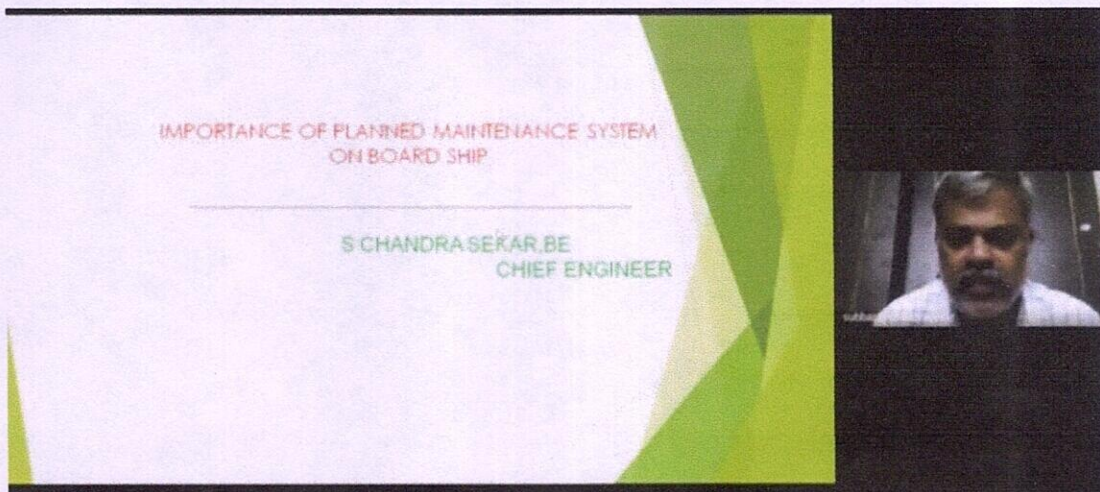 IMPORTANCE OF PLANNED MAINTENANCE SYSTEM
ON BOARD SHIP
S CHANDRA SEKAR.BE
CHIEF ENGINEER